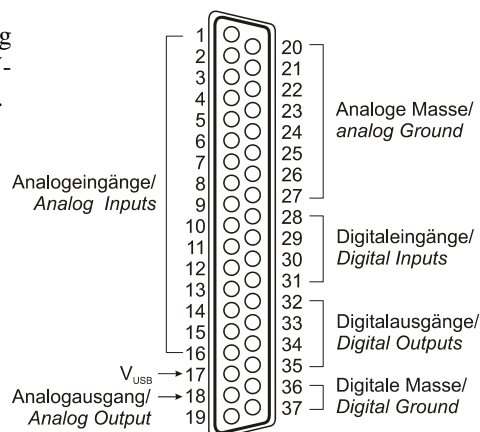 g
-
.
1
2
3
4
5
6
7
8
9
10
11
12
13
14
15
16
17
18
19
Analogeingänge/
Analog Inputs
VUSB
Analogausgang/
Analog Output
20
21
22
23
24
25
26
27
28
29
30
31
32
33
34
35
36
37
Analoge Masse/
analog Ground
Digitaleingänge/
Digital Inputs
Digitalausgänge/
Digital Outputs
Digitale Masse/
Digital Ground